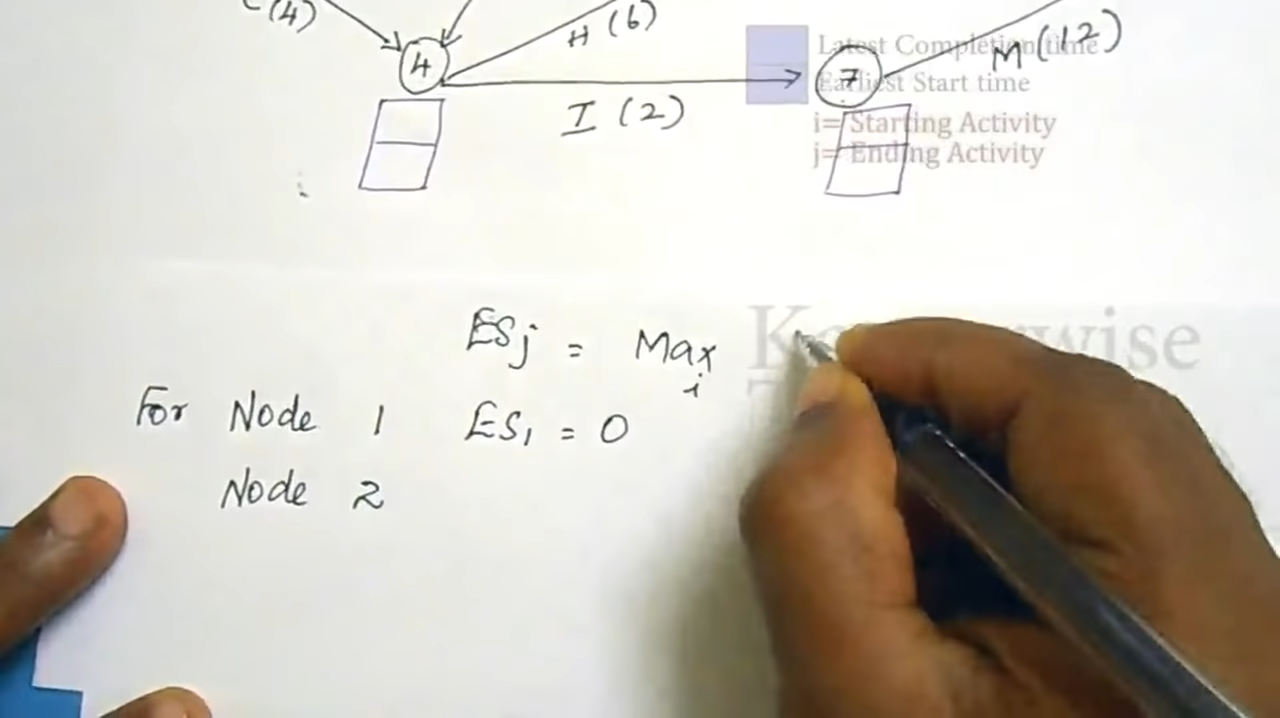 (4)
4
H (6)
I (2)
7
M (12)
Latest Completion time
Earliest Start time
i= Starting Activity
j= Ending Activity
ESj = Max
i
For Node 1 ES1 = 0
Node 2